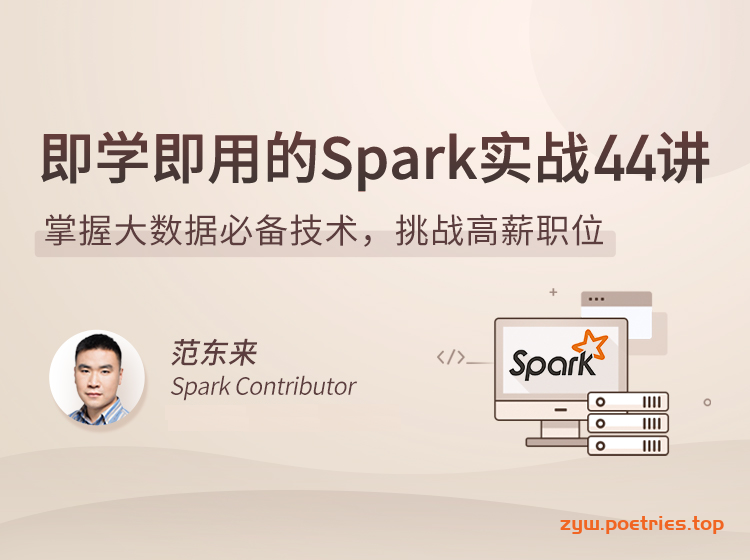 即学即用的Spark实战44讲
掌握大数据必备技术，挑战高薪职位
范东来
Spark Contributor
</>
Spark
zyw.poetries.top